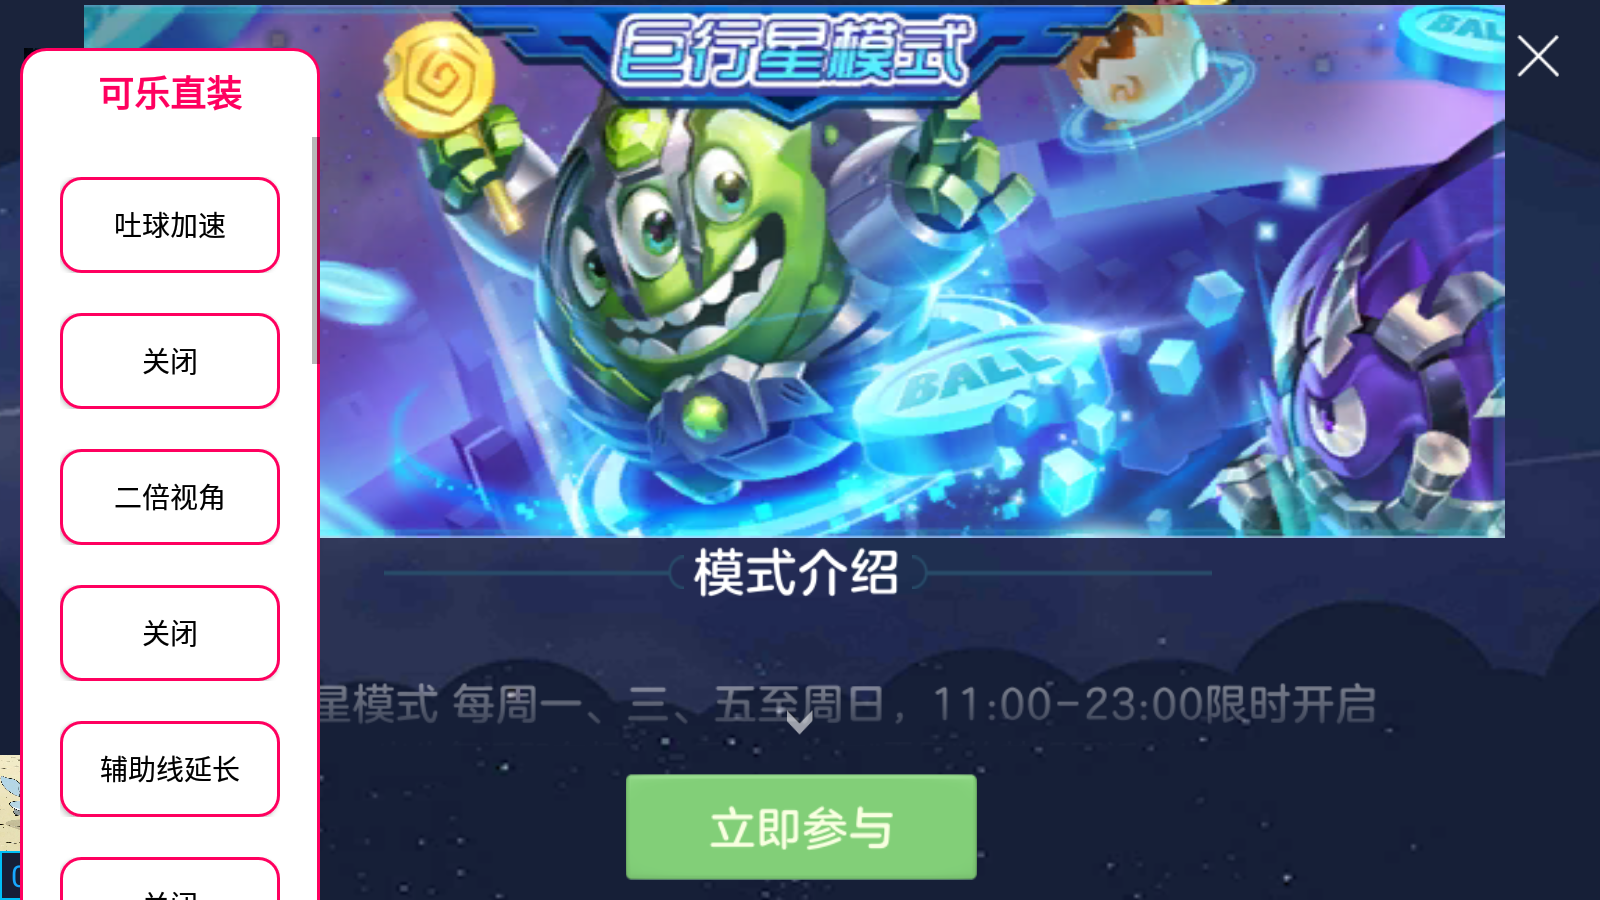 巨行星模式
BALL
可乐直装
吐球加速
关闭
二倍视角
BALL
关闭
模式介绍
星模式 每周一、三、五至周日，11:00-23:00限时开启
辅助线延长
立即参与